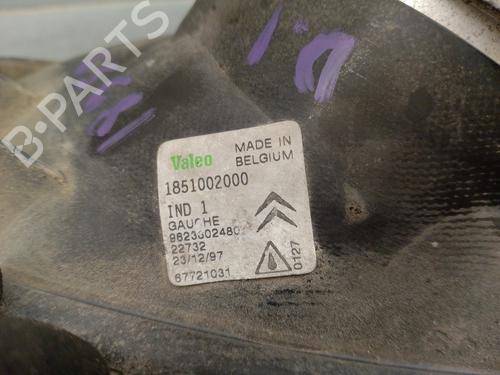 B-PARTS
Valeo MADE IN BELGIUM
1851002000
IND 1
GAUCHE
9623602480
22732
23/12/97
67721031
0127